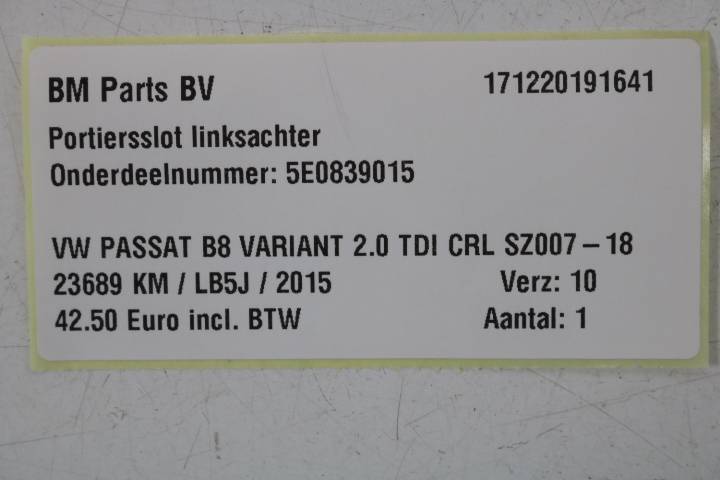 BM Parts BV 171220191641
Portiersslot linksachter
Onderdeelnummer: 5E0839015
VW PASSAT B8 VARIANT 2.0 TDI CRL SZ007-18
23689 KM / LB5J / 2015 Verz: 10
42.50 Euro incl. BTW Aantal: 1